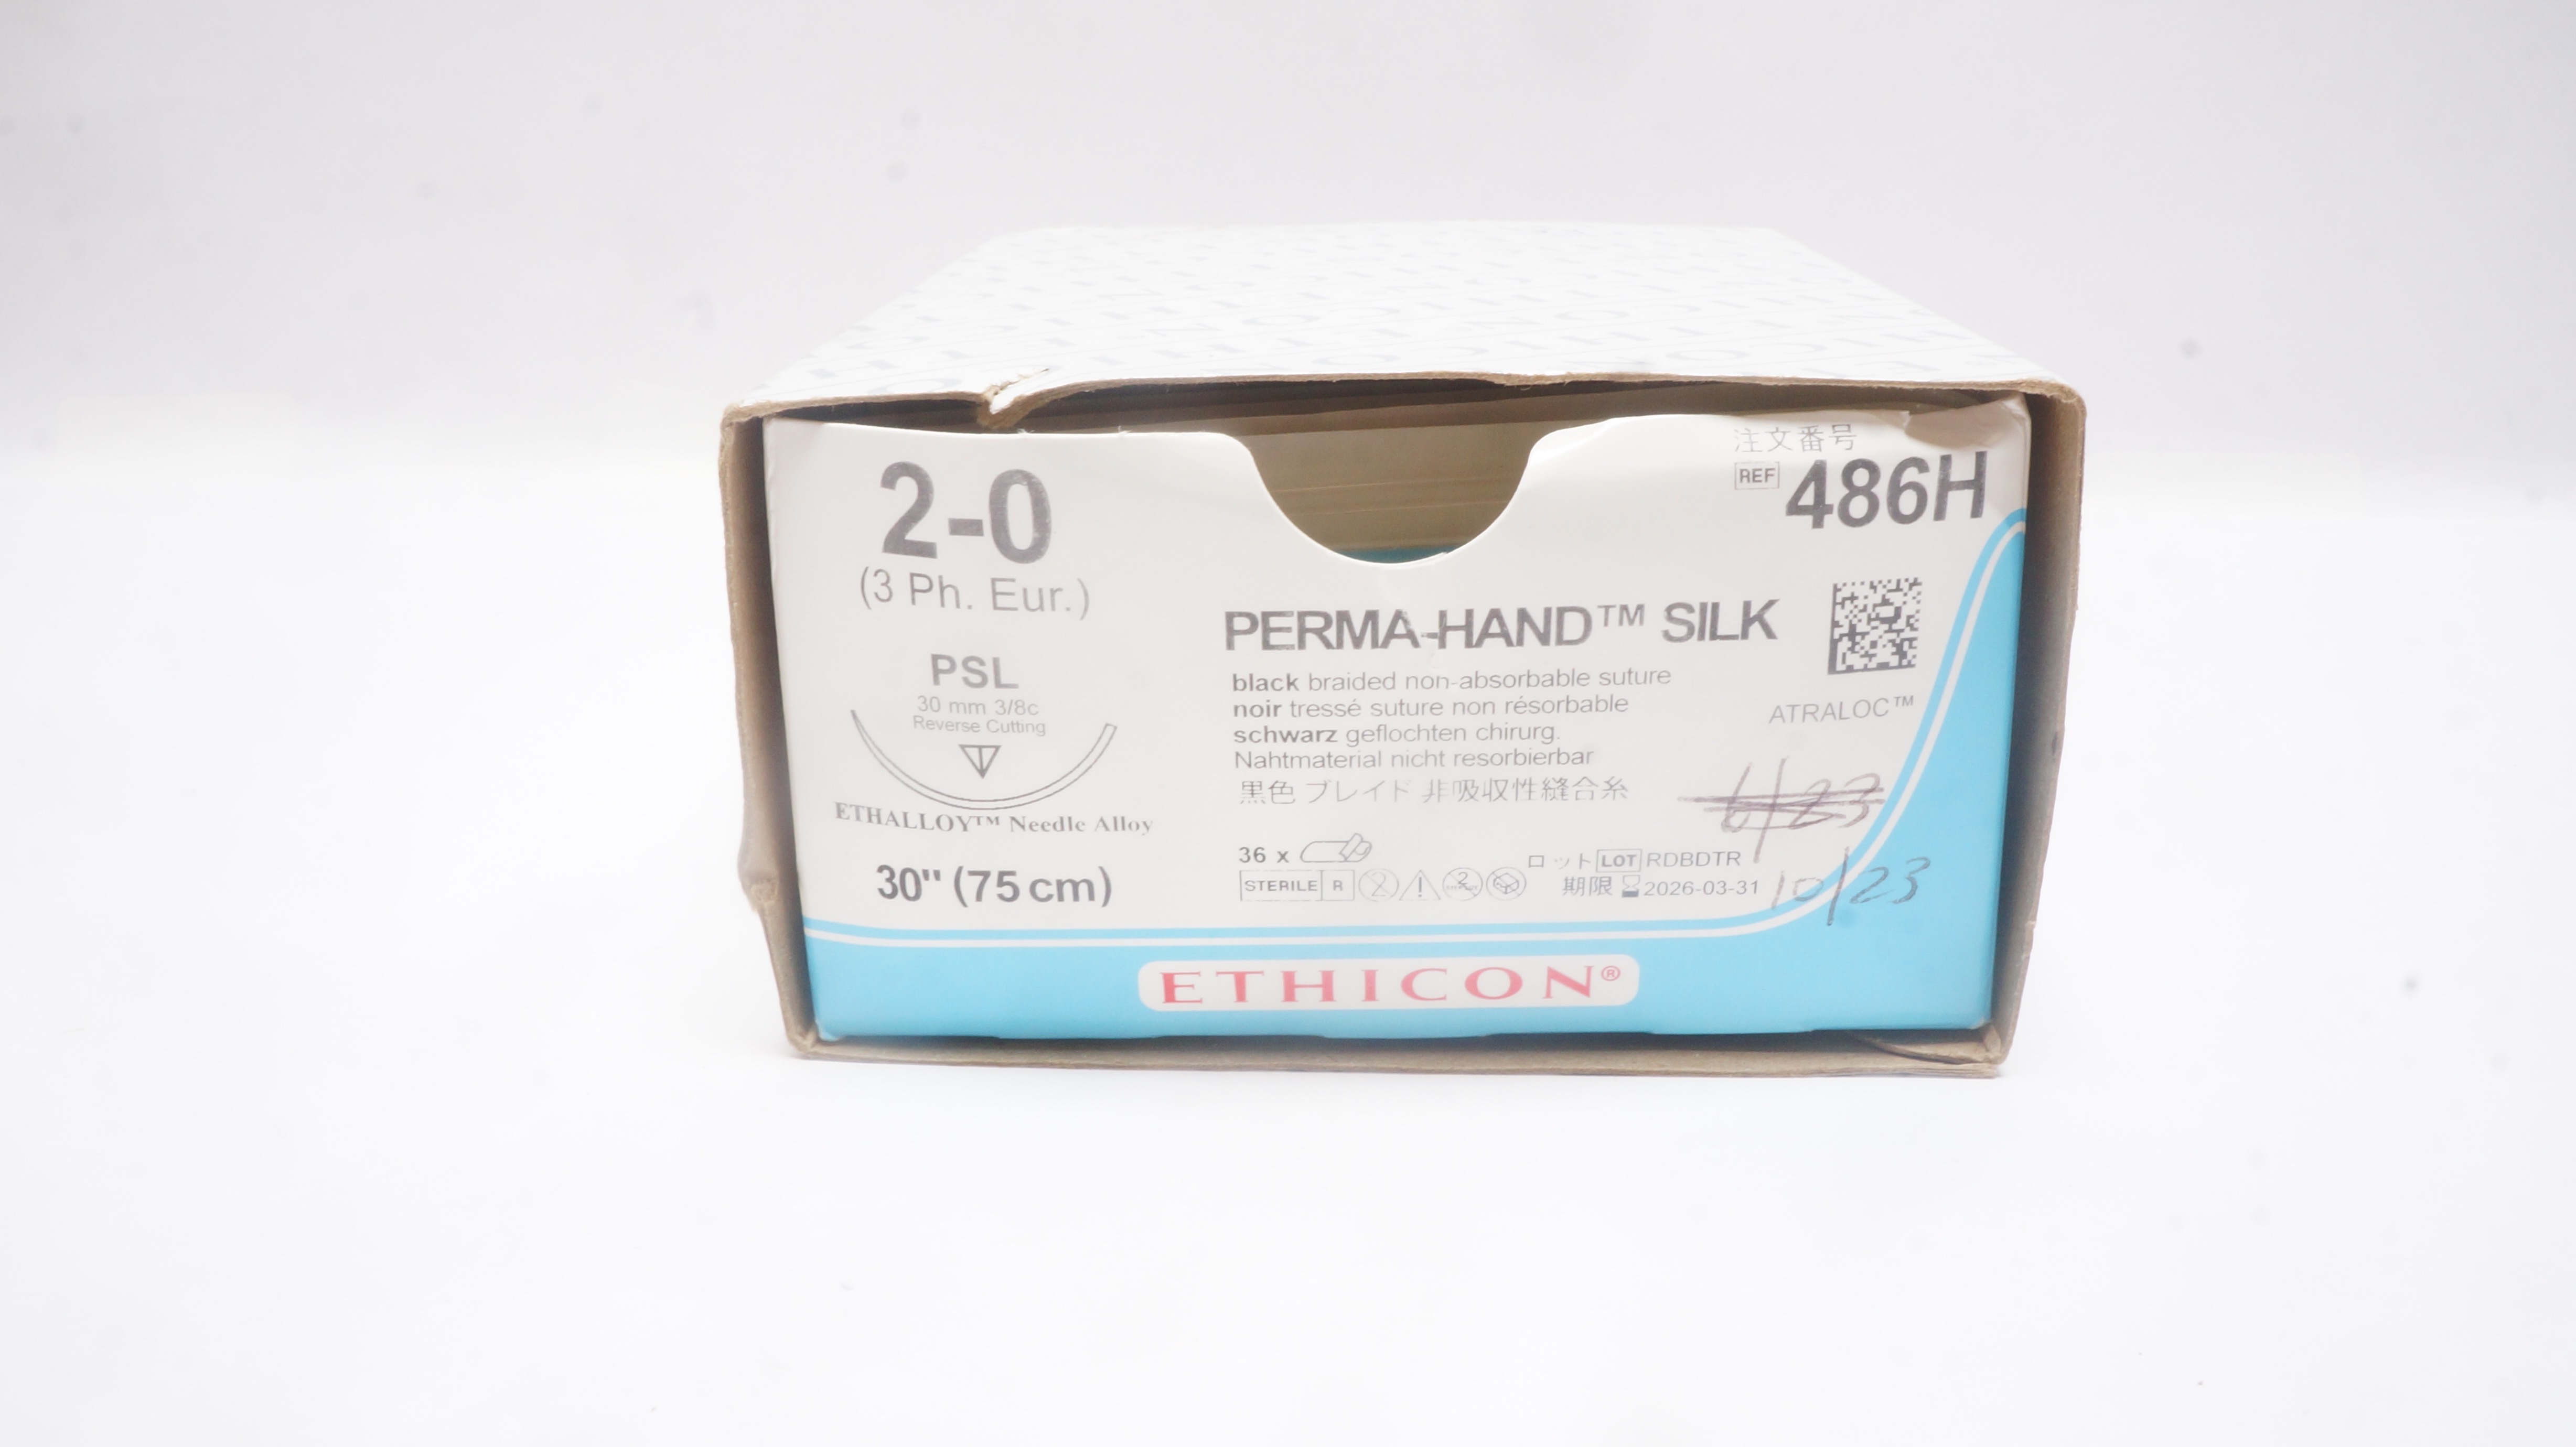 2-0
(3 Ph. Eur.)
PSL
30 mm 3/8c
Reverse Cutting
ETHALLOY™ Needle Alloy
30" (75 cm)
注文番号
REF 486H
PERMA-HAND™ SILK
black braided non-absorbable suture
noir tressé suture non résorbable
schwarz geflochten chirurg.
Nahtmaterial nicht resorbierbar
黒色 ブレイド 非吸収性縫合糸
ATRALOC™
6/23
36 x
ロット LOT RDBDTR
STERILE R
2
期限 2026-03-31
10/23
ETHICON®